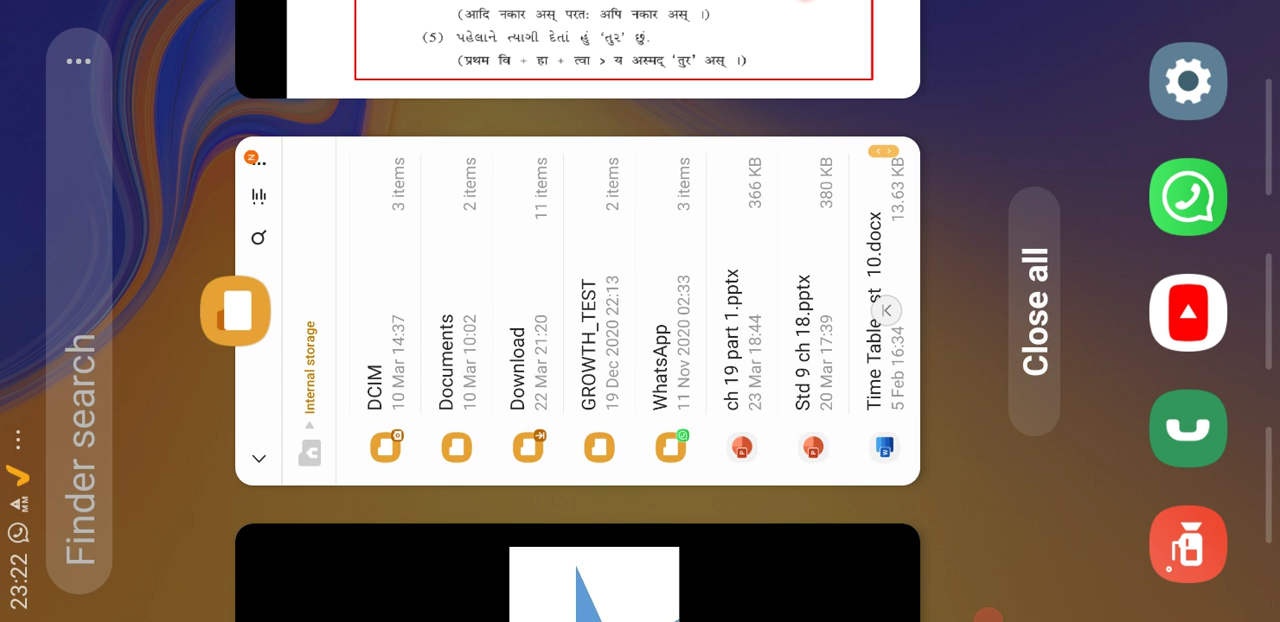 23:22
MM
Finder search
(आदि नकार अस् परत: अपि नकार अस् ।)
(5) પહેલાને ત્યાગી દેતાં હું ‘તુર’ છું.
(प्रथम वि + हा + त्वा > य अस्मद् ‘तुर’ अस् ।)
N
Internal storage
DCIM
10 Mar 14:37
3 items
Documents
10 Mar 10:02
2 items
Download
22 Mar 21:20
11 items
GROWTH_TEST
19 Dec 2020 22:13
2 items
WhatsApp
11 Nov 2020 02:33
3 items
ch 19 part 1.pptx
23 Mar 18:44
366 KB
Std 9 ch 18.pptx
20 Mar 17:39
380 KB
Time Table st 10.docx
5 Feb 16:34
13.63 KB
Close all